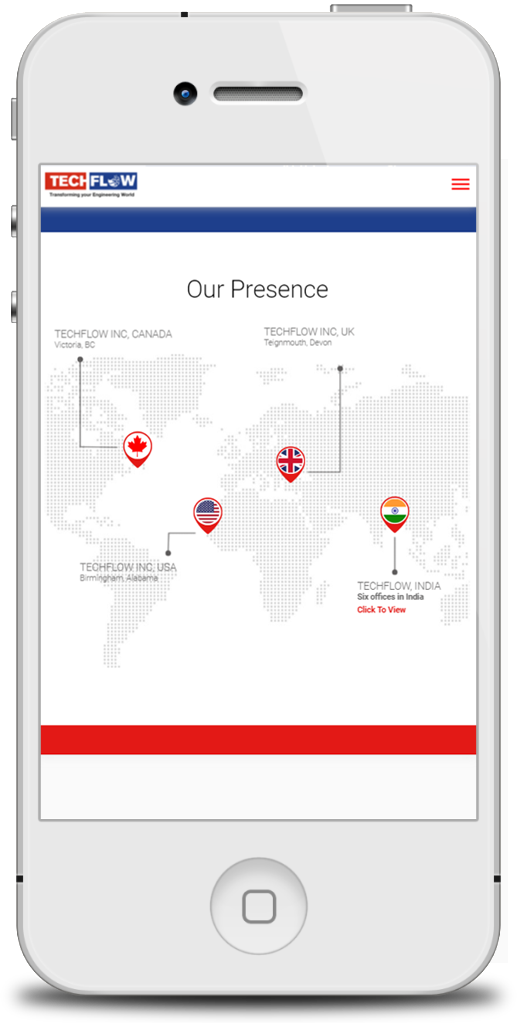 TECHFLOW
Transforming your Engineering World
Our Presence
TECHFLOW INC, CANADA
Victoria, BC
TECHFLOW INC, UK
Teignmouth, Devon
TECHFLOW INC, USA
Birmingham, Alabama
TECHFLOW, INDIA
Six offices in India
Click To View